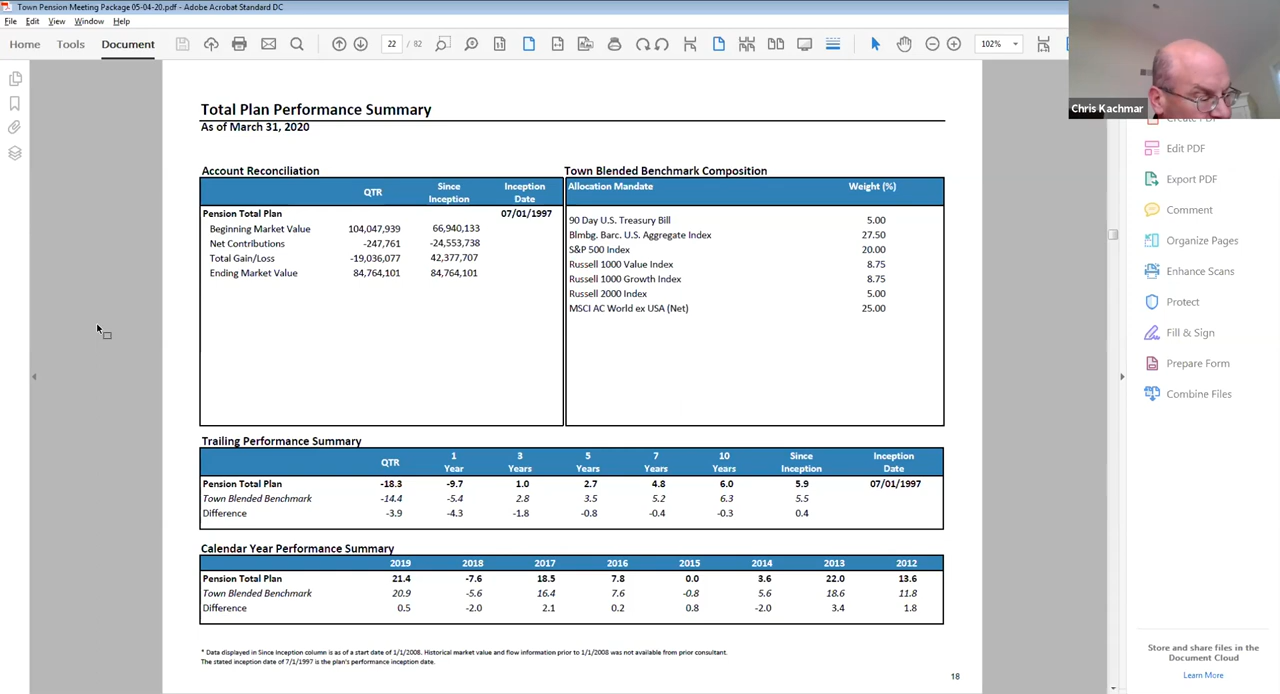 Town Pension Meeting Package 05-04-20.pdf - Adobe Acrobat Standard DC
File Edit View Window Help
Home Tools Document 22 / 82 102%
Chris Kachmar
Total Plan Performance Summary
As of March 31, 2020
Account Reconciliation
QTR Since Inception Inception Date
Pension Total Plan 07/01/1997
Beginning Market Value 104,047,939 66,940,133
Net Contributions -247,761 -24,553,738
Total Gain/Loss -19,036,077 42,377,707
Ending Market Value 84,764,101 84,764,101
Town Blended Benchmark Composition
Allocation Mandate Weight (%)
90 Day U.S. Treasury Bill 5.00
Blmbg. Barc. U.S. Aggregate Index 27.50
S&P 500 Index 20.00
Russell 1000 Value Index 8.75
Russell 1000 Growth Index 8.75
Russell 2000 Index 5.00
MSCI AC World ex USA (Net) 25.00
Trailing Performance Summary
QTR 1 Year 3 Years 5 Years 7 Years 10 Years Since Inception Inception Date
Pension Total Plan -18.3 -9.7 1.0 2.7 4.8 6.0 5.9 07/01/1997
Town Blended Benchmark -14.4 -5.4 2.8 3.5 5.2 6.3 5.5
Difference -3.9 -4.3 -1.8 -0.8 -0.4 -0.3 0.4
Calendar Year Performance Summary
2019 2018 2017 2016 2015 2014 2013 2012
Pension Total Plan 21.4 -7.6 18.5 7.8 0.0 3.6 22.0 13.6
Town Blended Benchmark 20.9 -5.6 16.4 7.6 -0.8 5.6 18.6 11.8
Difference 0.5 -2.0 2.1 0.2 0.8 -2.0 3.4 1.8
* Data displayed in Since Inception column is as of a start date of 1/1/2008. Historical market value and flow information prior to 1/1/2008 was not available from prior consultant.
The stated inception date of 7/1/1997 is the plan's performance inception date.
18
Create PDF
Edit PDF
Export PDF
Comment
Organize Pages
Enhance Scans
Protect
Fill & Sign
Prepare Form
Combine Files
Store and share files in the
Document Cloud
Learn More